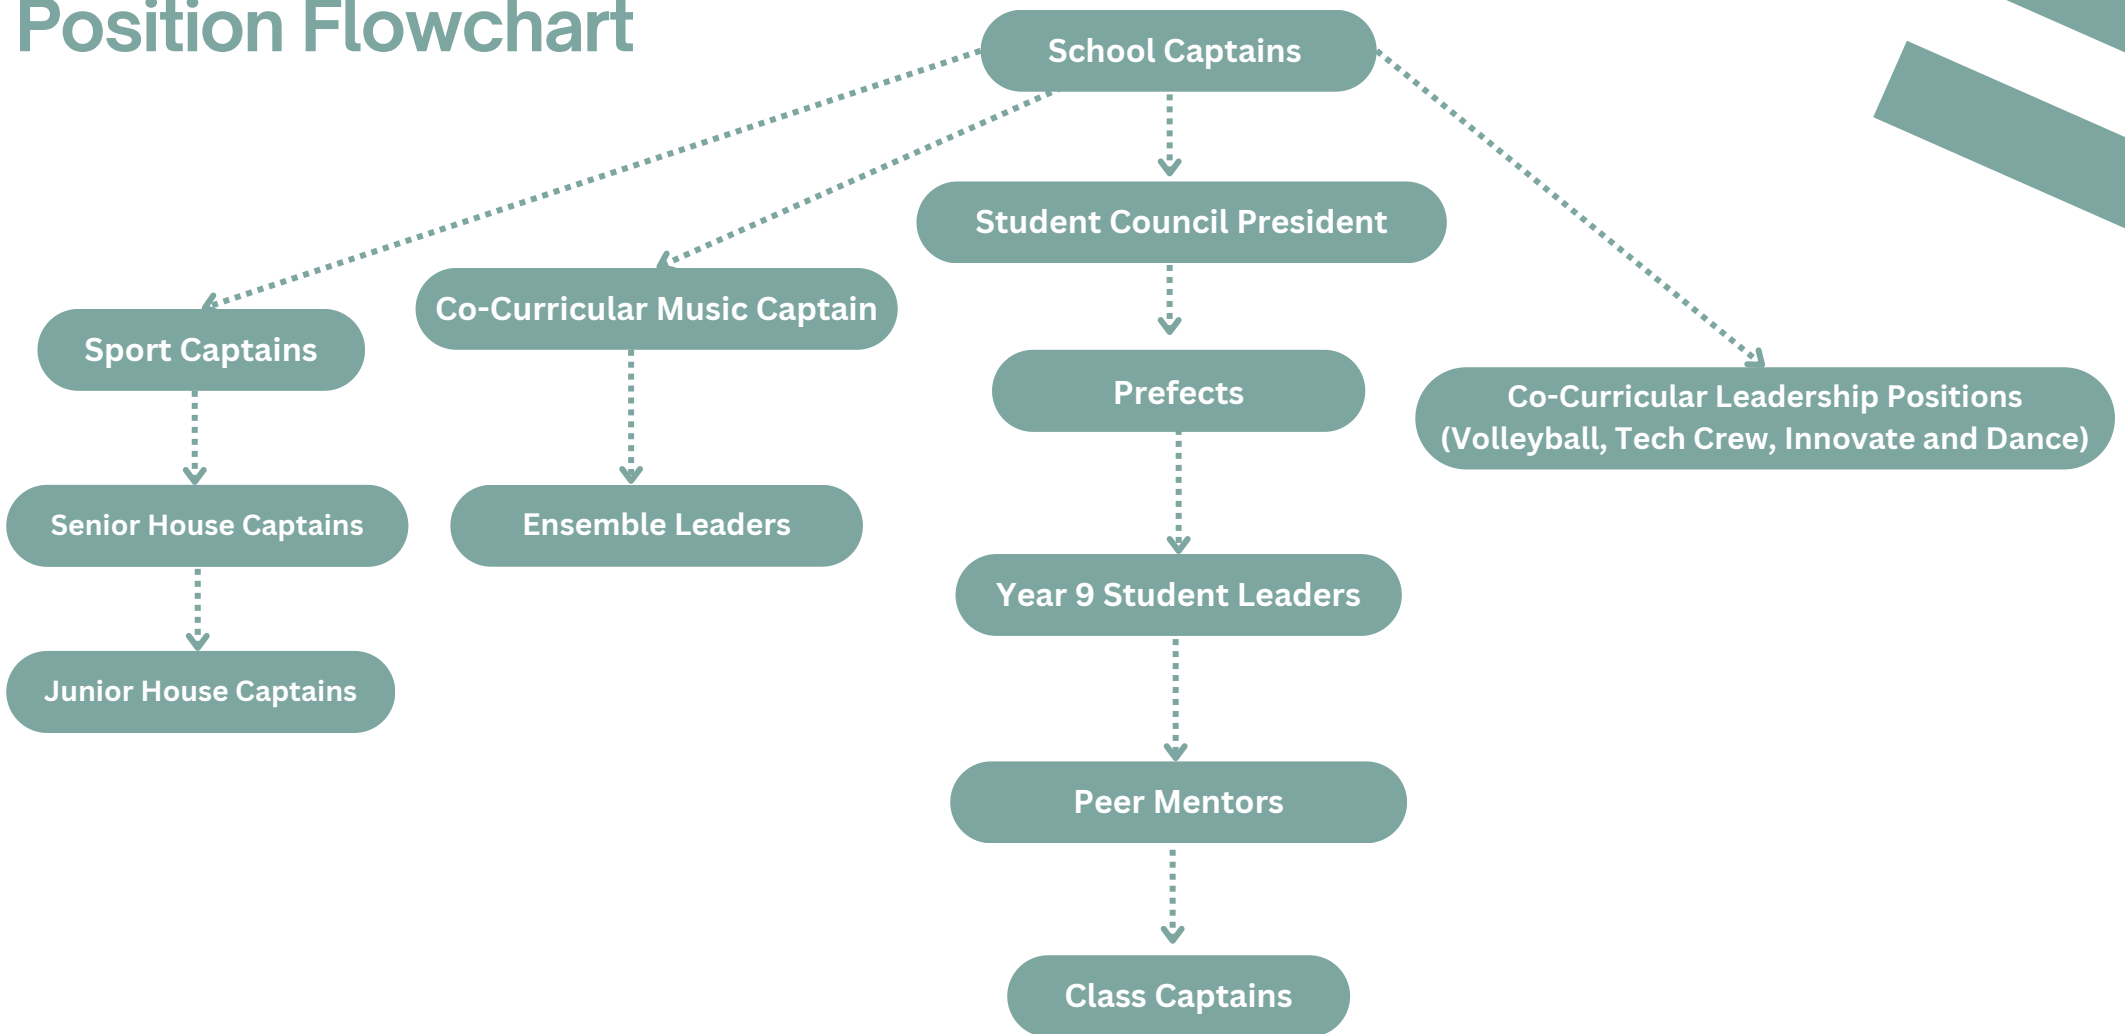 Position Flowchart
School Captains
Student Council President
Co-Curricular Music Captain
Sport Captains
Prefects
Co-Curricular Leadership Positions
(Volleyball, Tech Crew, Innovate and Dance)
Senior House Captains
Ensemble Leaders
Year 9 Student Leaders
Junior House Captains
Peer Mentors
Class Captains